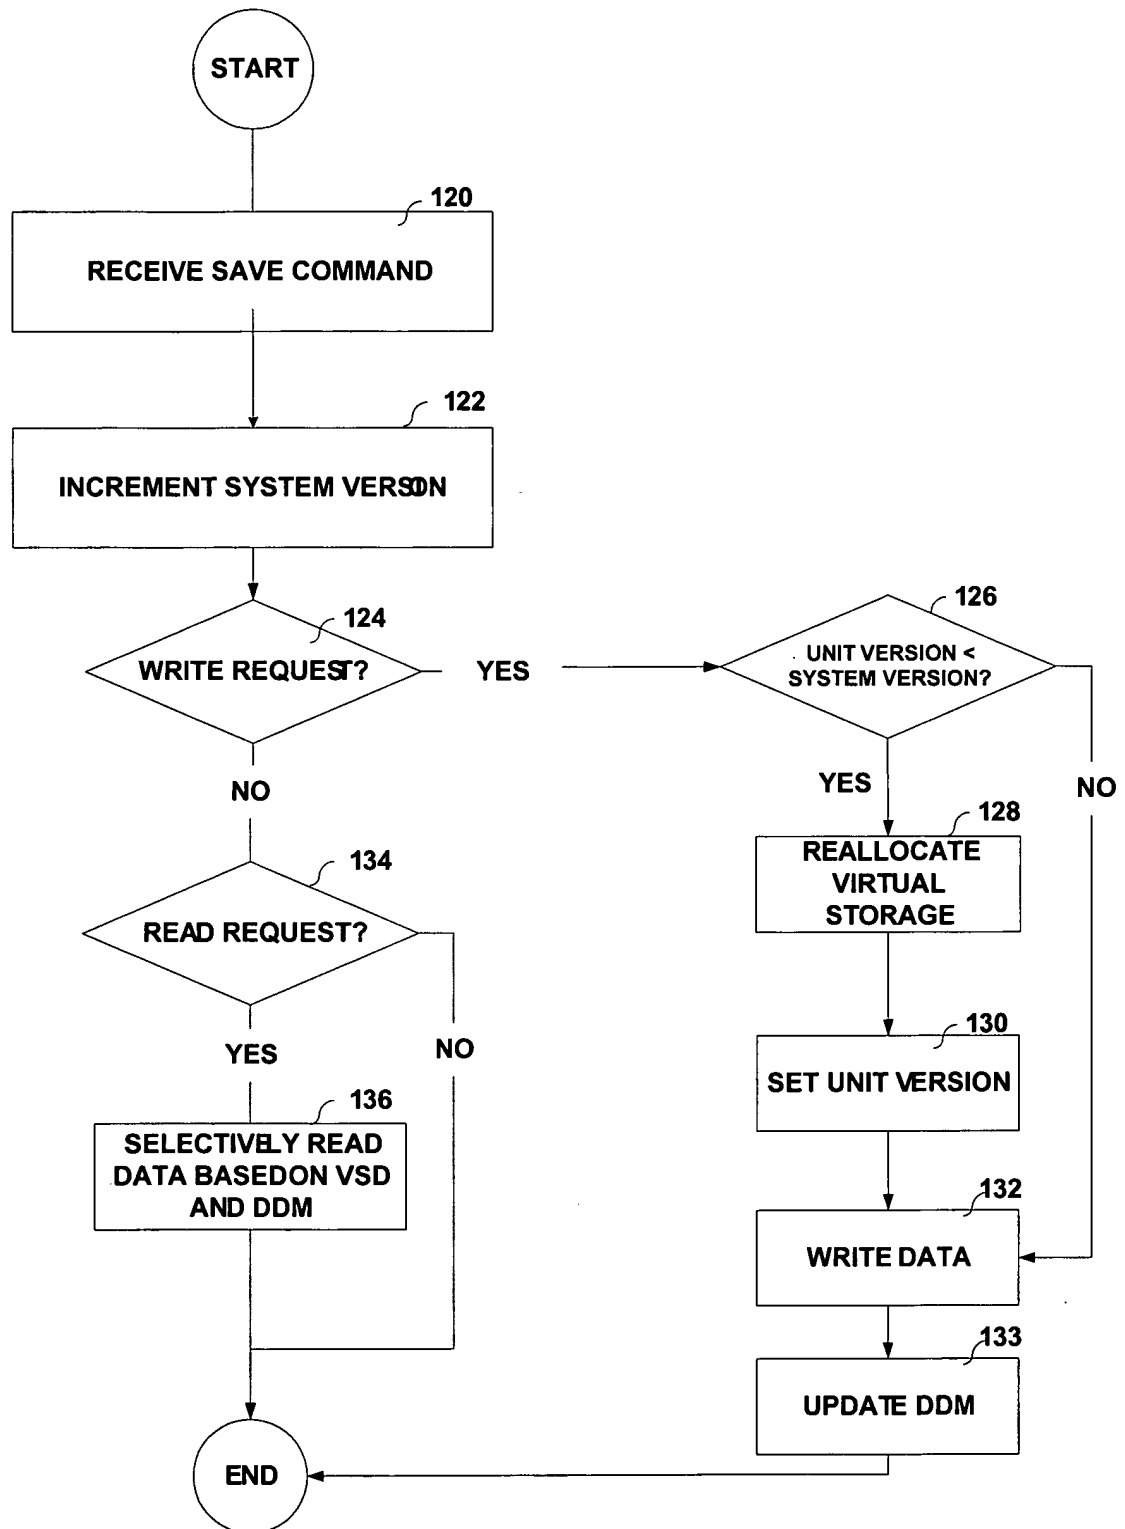 START
120
RECEIVE SAVE COMMAND
122
INCREMENT SYSTEM VERSION
124
WRITE REQUEST?
YES
126
UNIT VERSION <
SYSTEM VERSION?
NO
YES
NO
128
REALLOCATE
VIRTUAL
STORAGE
134
READ REQUEST?
130
SET UNIT VERSION
YES
NO
136
SELECTIVELY READ
DATA BASEDON VSD
AND DDM
132
WRITE DATA
133
UPDATE DDM
END